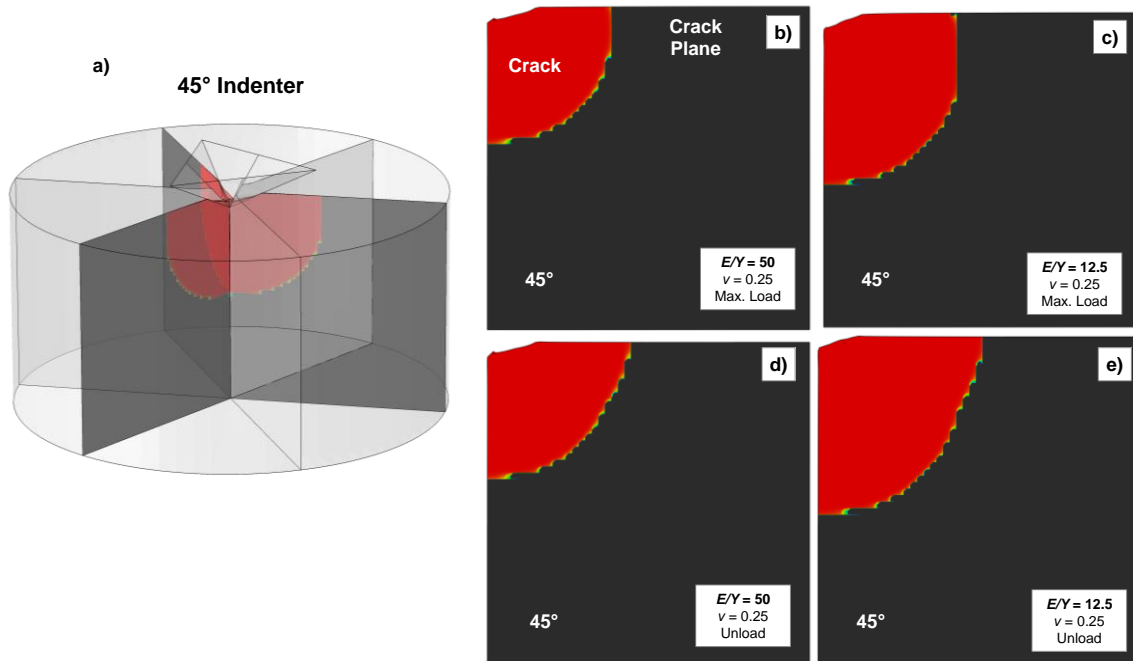 a)
45° Indenter
Crack
Crack
Plane
b)
45°
E/Y = 50
ν = 0.25
Max. Load
c)
45°
E/Y = 12.5
ν = 0.25
Max. Load
d)
45°
E/Y = 50
ν = 0.25
Unload
e)
45°
E/Y = 12.5
ν = 0.25
Unload